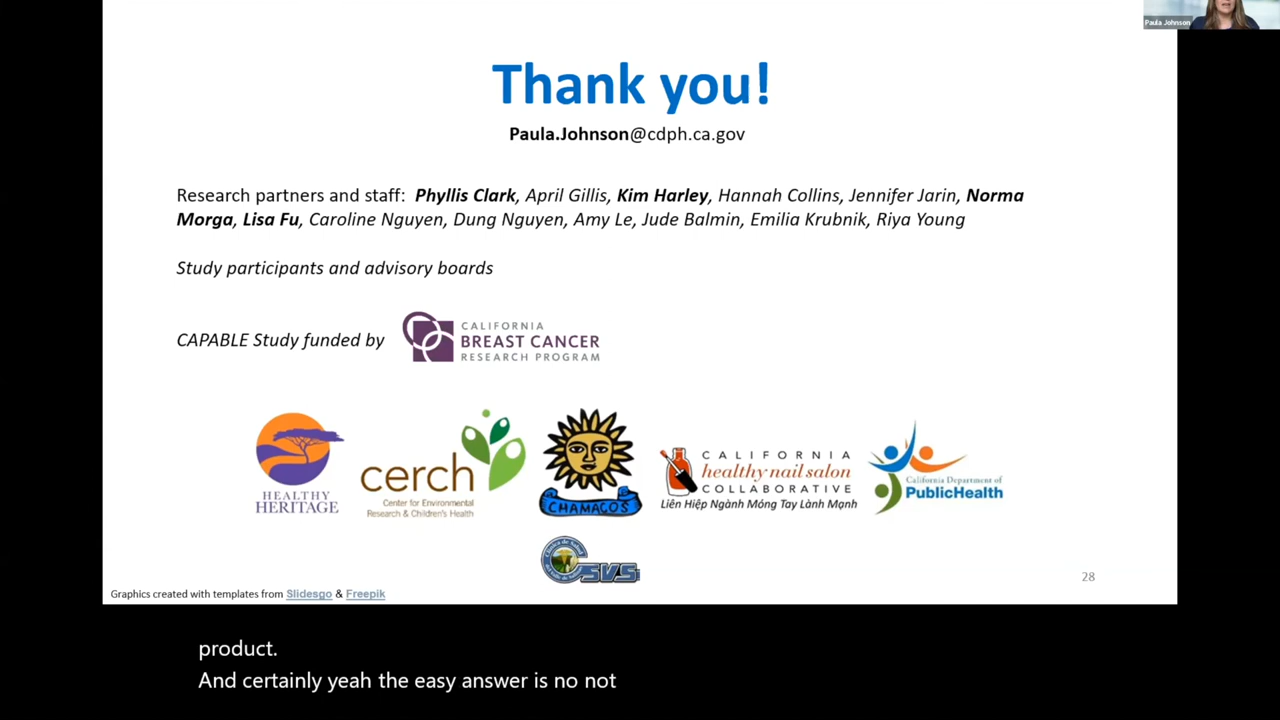 Paula Johnson
Thank you!
Paula.Johnson@cdph.ca.gov
Research partners and staff: Phyllis Clark, April Gillis, Kim Harley, Hannah Collins, Jennifer Jarin, Norma
Morga, Lisa Fu, Caroline Nguyen, Dung Nguyen, Amy Le, Jude Balmin, Emilia Krubnik, Riya Young
Study participants and advisory boards
CAPABLE Study funded by
CALIFORNIA
BREAST CANCER
RESEARCH PROGRAM
HEALTHY
HERITAGE
cerch
Center for Environmental
Research & Children's Health
CHAMACOS
CALIFORNIA
healthy nail salon
COLLABORATIVE
Liên Hiệp Ngành Móng Tay Lành Mạnh
California Department of
PublicHealth
CSVS
28
Graphics created with templates from Slidesgo & Freepik
product.
And certainly yeah the easy answer is no not